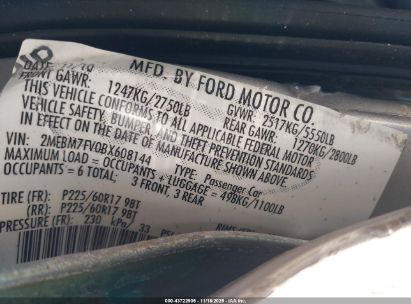 MFD. BY FORD MOTOR CO.
DATE
FRONT GAWR: 1247KG/2750LB GVWR: 2517KG/5550LB
REAR GAWR: 1270KG/2800LB
THIS VEHICLE CONFORMS TO ALL APPLICABLE FEDERAL MOTOR
VEHICLE SAFETY, BUMPER, AND THEFT PREVENTION STANDARDS
IN EFFECT ON THE DATE OF MANUFACTURE SHOWN ABOVE.
VIN: 2MEBM7FV0BX608144 TYPE: Passenger Car
MAXIMUM LOAD = OCCUPANTS + LUGGAGE = 498KG/1100LB
OCCUPANTS = 6 TOTAL; 3 FRONT, 3 REAR
TIRE (FR): P225/60R17 98T
(RR): P225/60R17 98T
PRESSURE (FR): 230 kPa/ 33